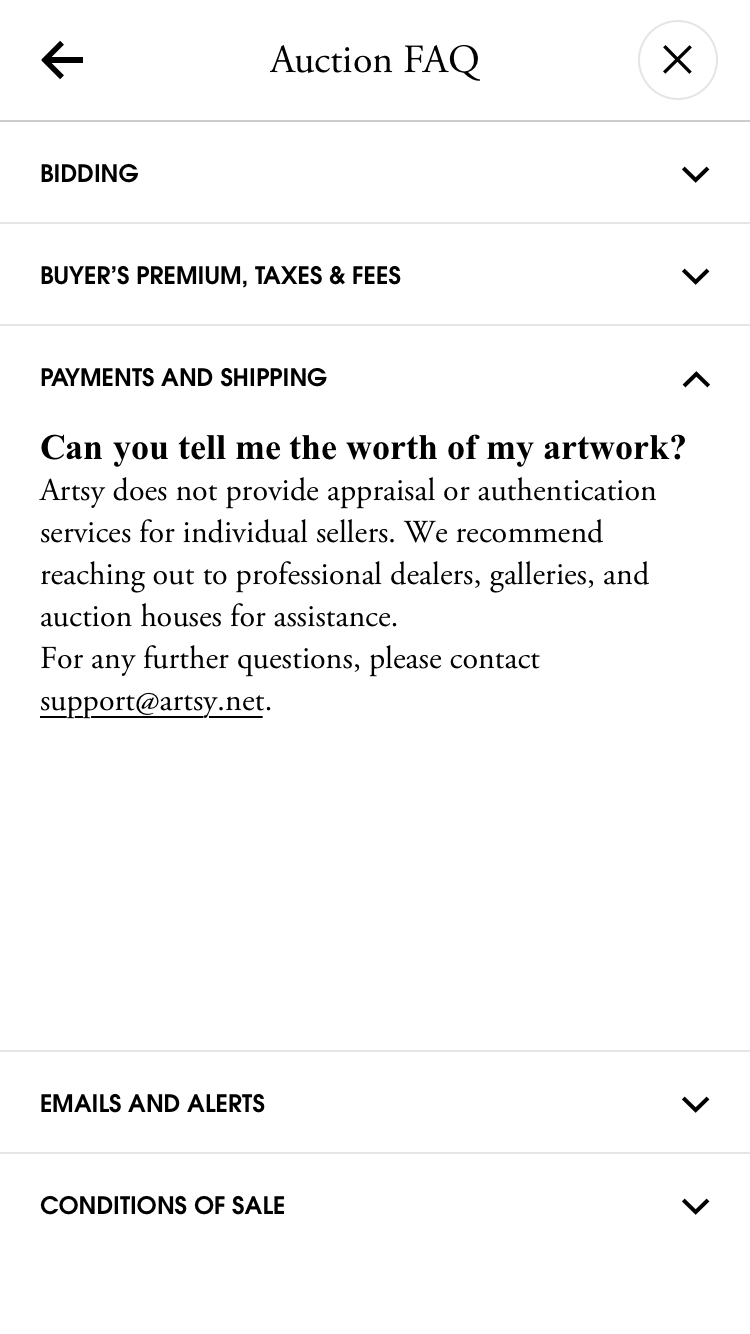 Auction FAQ
BIDDING
BUYER’S PREMIUM, TAXES & FEES
PAYMENTS AND SHIPPING
Can you tell me the worth of my artwork?
Artsy does not provide appraisal or authentication
services for individual sellers. We recommend
reaching out to professional dealers, galleries, and
auction houses for assistance.
For any further questions, please contact
support@artsy.net.
EMAILS AND ALERTS
CONDITIONS OF SALE